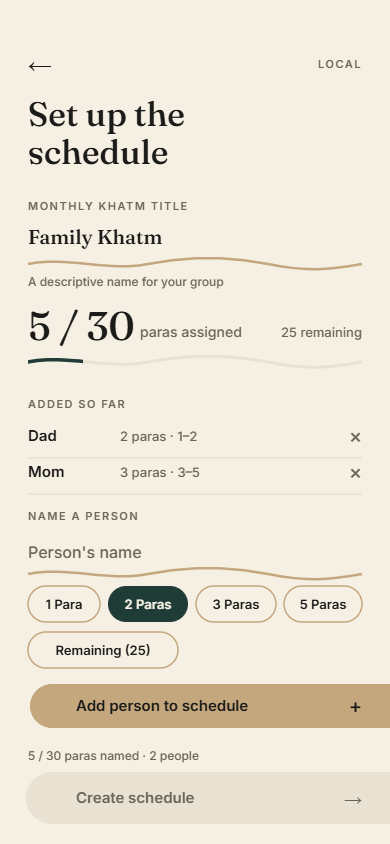 ← LOCAL
Set up the
schedule
MONTHLY KHATM TITLE
Family Khatm
A descriptive name for your group
5 / 30 paras assigned 25 remaining
ADDED SO FAR
Dad 2 paras · 1–2 ×
Mom 3 paras · 3–5 ×
NAME A PERSON
Person's name
1 Para 2 Paras 3 Paras 5 Paras
Remaining (25)
Add person to schedule +
5 / 30 paras named · 2 people
Create schedule →